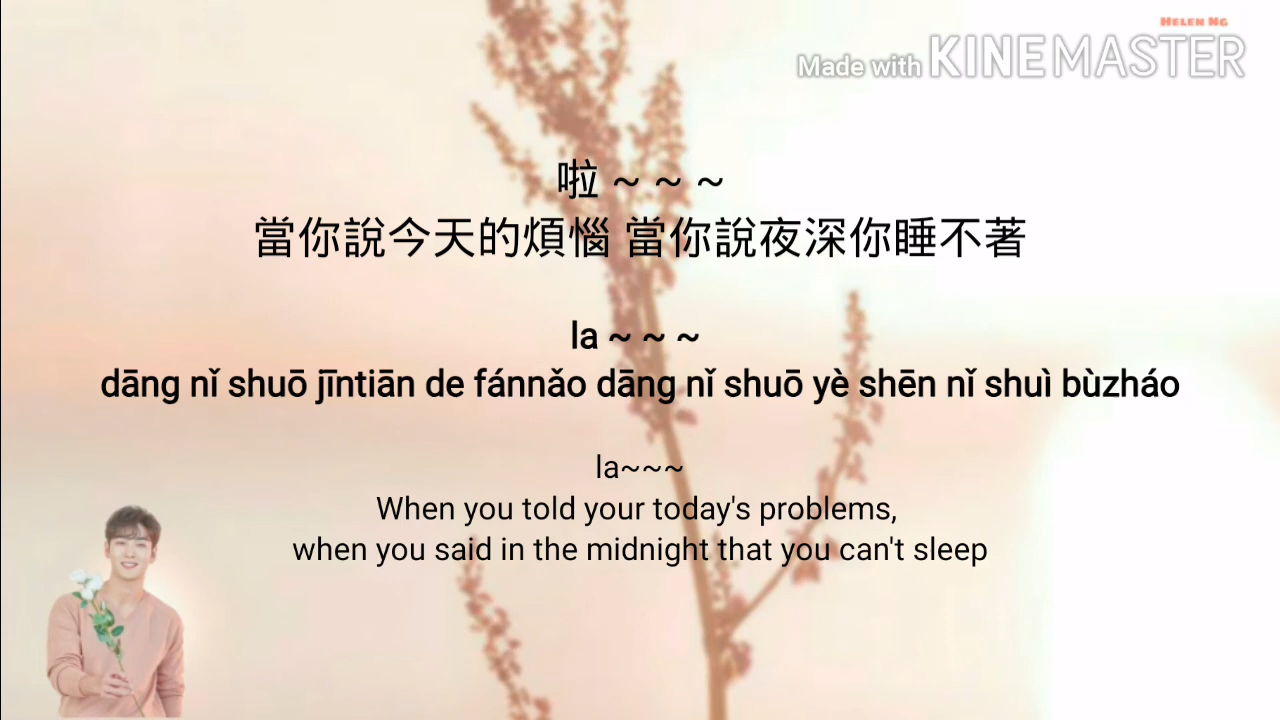 Helen Ng
Made with KINEMASTER
啦 ~ ~ ~
當你說今天的煩惱 當你說夜深你睡不著
la ~ ~ ~
dāng nǐ shuō jīntiān de fánnǎo dāng nǐ shuō yè shēn nǐ shuì bùzháo
la~~~
When you told your today's problems,
when you said in the midnight that you can't sleep